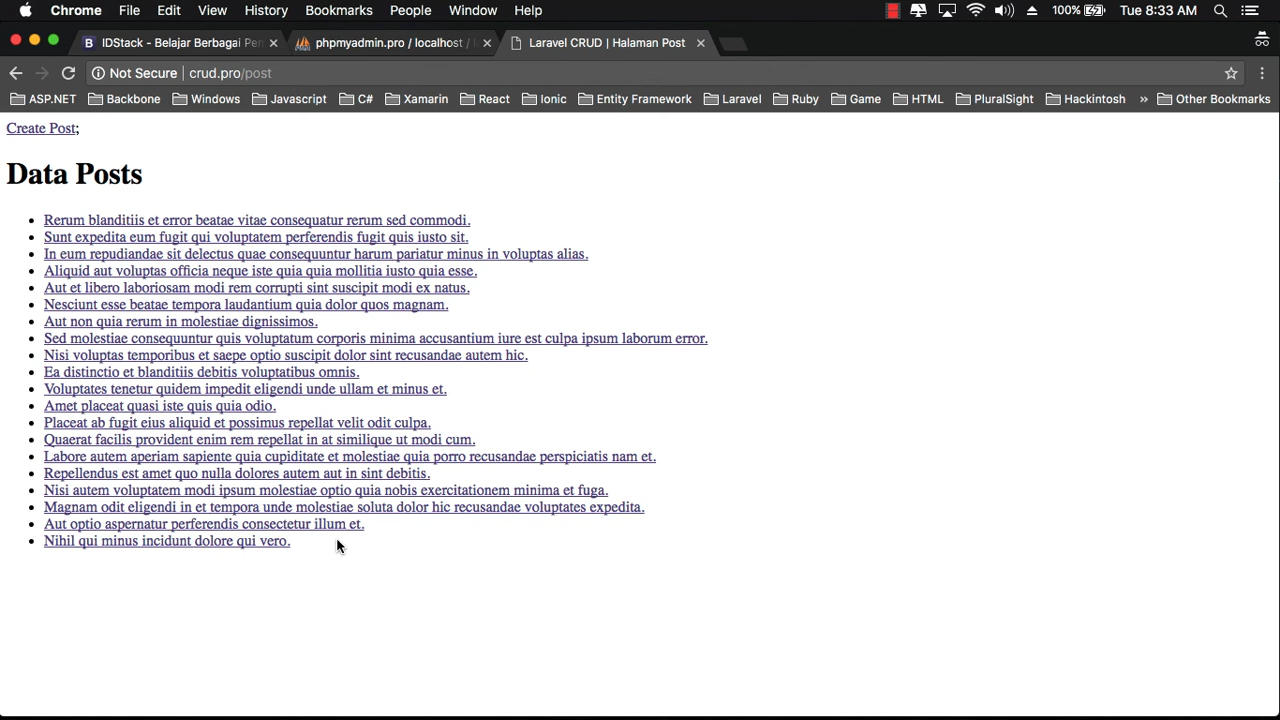 Chrome File Edit View History Bookmarks People Window Help 100% Tue 8:33 AM
B IDStack - Belajar Berbagai Pe
phpmyadmin.pro / localhost /
Laravel CRUD | Halaman Post
Not Secure | crud.pro/post
ASP.NET Backbone Windows Javascript C# Xamarin React Ionic Entity Framework Laravel Ruby Game HTML PluralSight Hackintosh » Other Bookmarks
Create Post;
Data Posts
• Rerum blanditiis et error beatae vitae consequatur rerum sed commodi.
• Sunt expedita eum fugit qui voluptatem perferendis fugit quis iusto sit.
• In eum repudiandae sit delectus quae consequuntur harum pariatur minus in voluptas alias.
• Aliquid aut voluptas officia neque iste quia quia mollitia iusto quia esse.
• Aut et libero laboriosam modi rem corrupti sint suscipit modi ex natus.
• Nesciunt esse beatae tempora laudantium quia dolor quos magnam.
• Aut non quia rerum in molestiae dignissimos.
• Sed molestiae consequuntur quis voluptatum corporis minima accusantium iure est culpa ipsum laborum error.
• Nisi voluptas temporibus et saepe optio suscipit dolor sint recusandae autem hic.
• Ea distinctio et blanditiis debitis voluptatibus omnis.
• Voluptates tenetur quidem impedit eligendi unde ullam et minus et.
• Amet placeat quasi iste quis quia odio.
• Placeat ab fugit eius aliquid et possimus repellat velit odit culpa.
• Quaerat facilis provident enim rem repellat in at similique ut modi cum.
• Labore autem aperiam sapiente quia cupiditate et molestiae quia porro recusandae perspiciatis nam et.
• Repellendus est amet quo nulla dolores autem aut in sint debitis.
• Nisi autem voluptatem modi ipsum molestiae optio quia nobis exercitationem minima et fuga.
• Magnam odit eligendi in et tempora unde molestiae soluta dolor hic recusandae voluptates expedita.
• Aut optio aspernatur perferendis consectetur illum et.
• Nihil qui minus incidunt dolore qui vero.